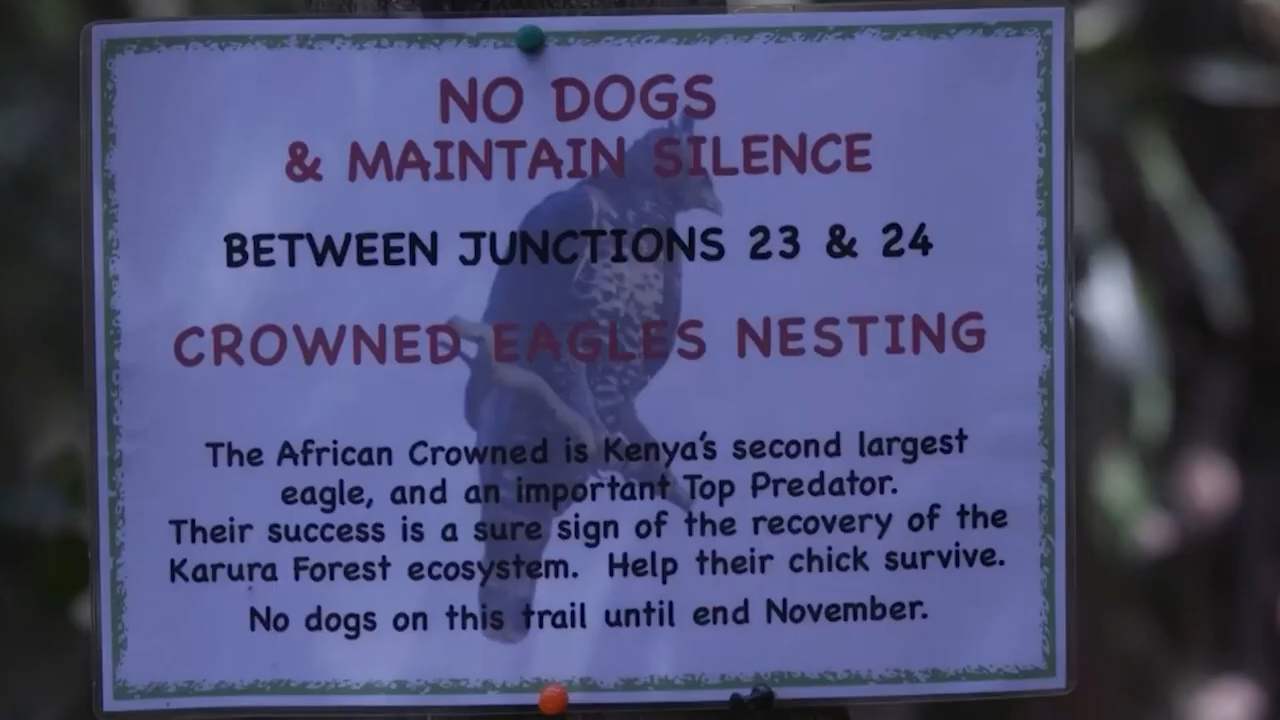 NO DOGS
& MAINTAIN SILENCE
BETWEEN JUNCTIONS 23 & 24
CROWNED EAGLES NESTING
The African Crowned is Kenya's second largest
eagle, and an important Top Predator.
Their success is a sure sign of the recovery of the
Karura Forest ecosystem. Help their chick survive.
No dogs on this trail until end November.